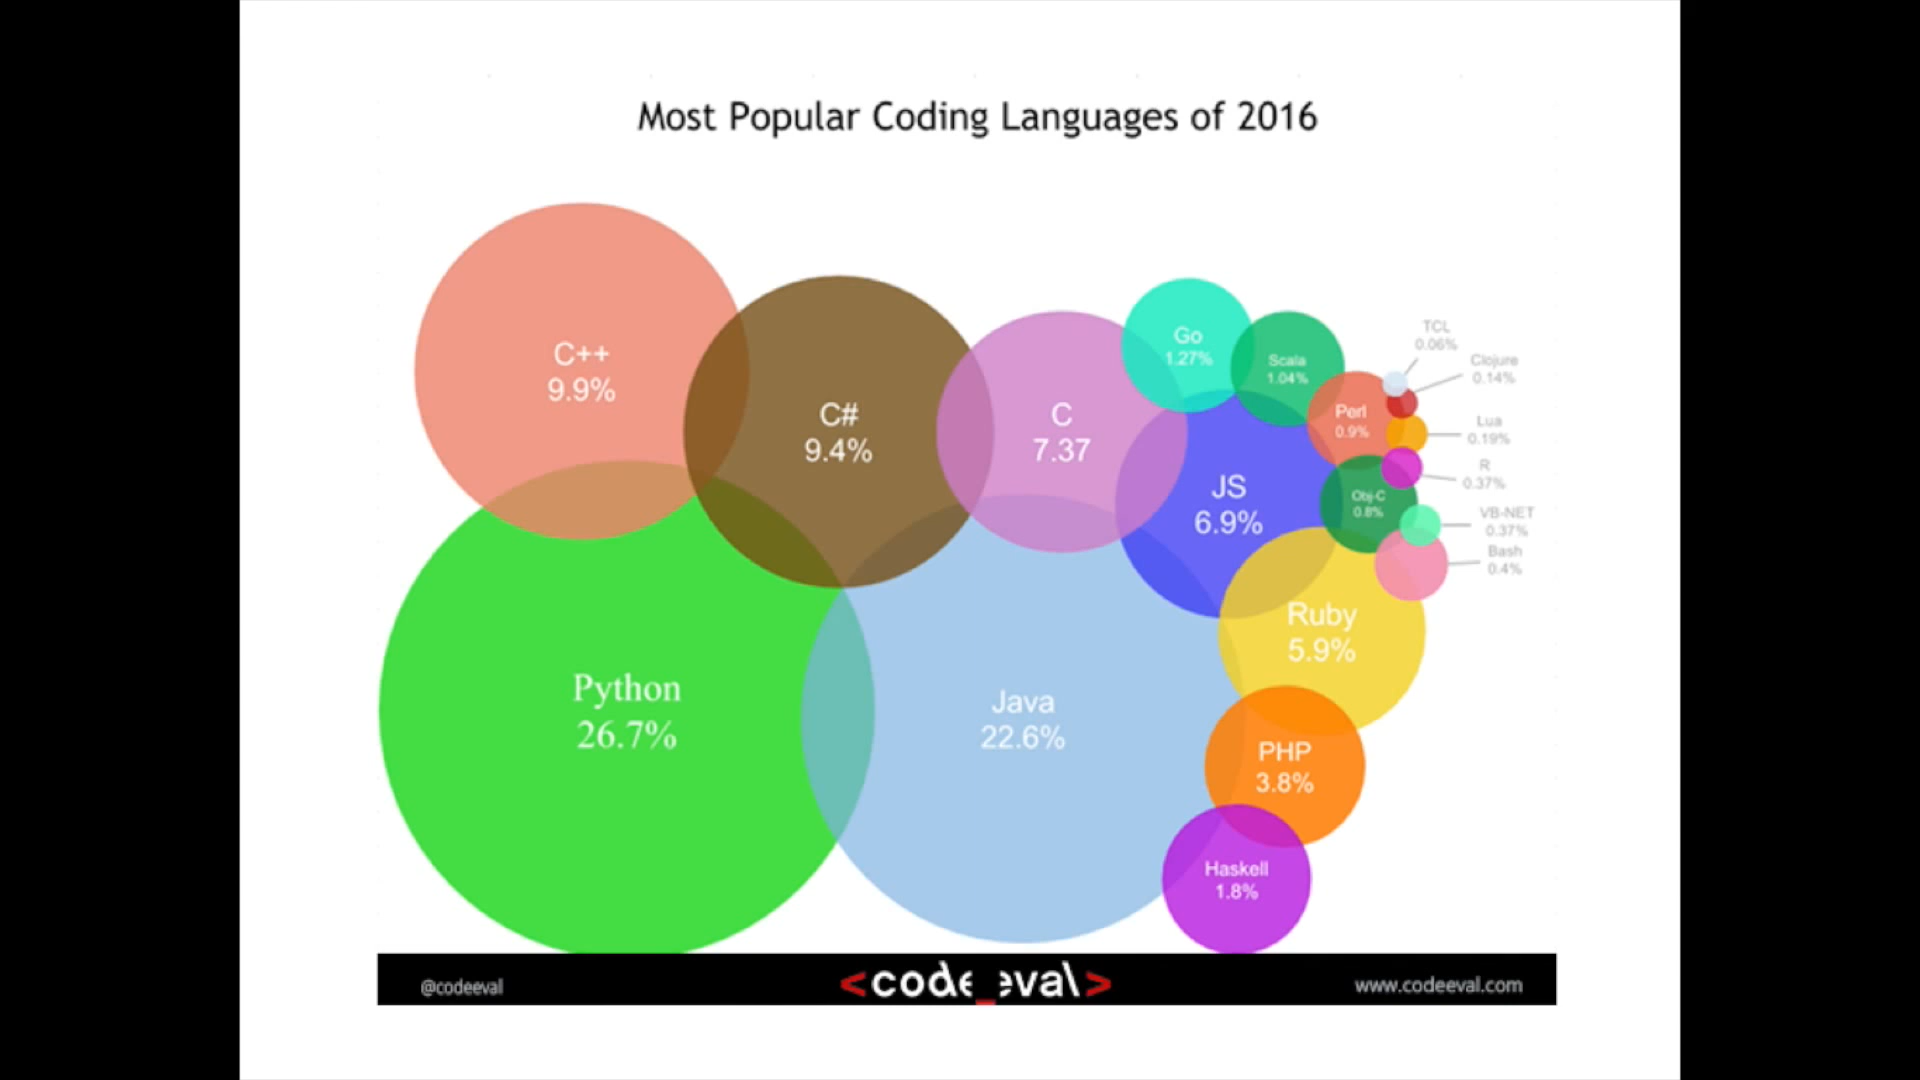 Most Popular Coding Languages of 2016
C++
9.9%
C#
9.4%
C
7.37
Go
1.27%
Scala
1.04%
TCL
0.06%
Clojure
0.14%
Perl
0.9%
Lua
0.19%
R
0.37%
JS
6.9%
Obj-C
0.8%
VB-NET
0.37%
Bash
0.4%
Ruby
5.9%
Python
26.7%
Java
22.6%
PHP
3.8%
Haskell
1.8%
@codeeval
<code_eval>
www.codeeval.com